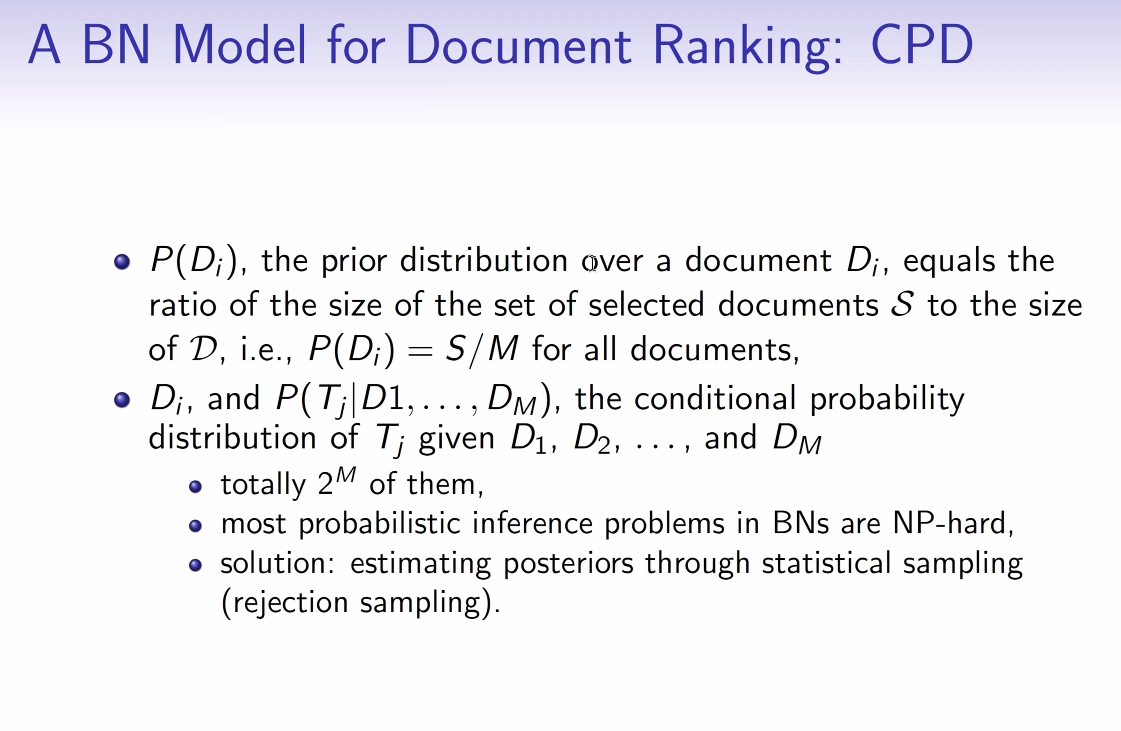 A BN Model for Document Ranking: CPD
P(D_i), the prior distribution over a document D_i, equals the
ratio of the size of the set of selected documents 𝒮 to the size
of 𝒟, i.e., P(D_i) = S/M for all documents,
D_i, and P(T_j|D1, . . . , D_M), the conditional probability
distribution of T_j given D_1, D_2, . . . , and D_M
totally 2^M of them,
most probabilistic inference problems in BNs are NP-hard,
solution: estimating posteriors through statistical sampling
(rejection sampling).